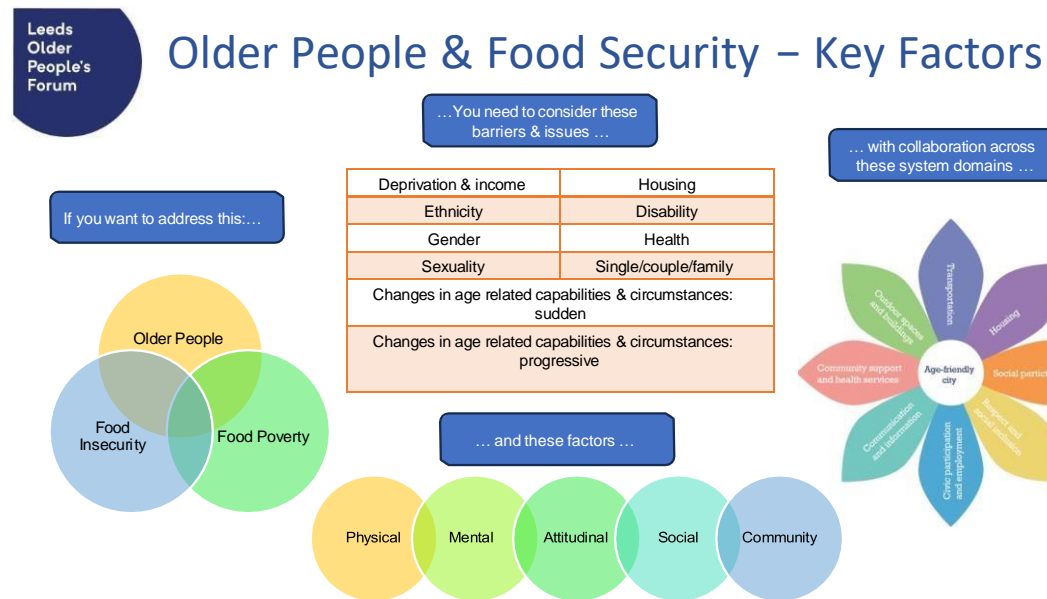 Leeds
Older
People's
Forum
Older People & Food Security – Key Factors
…You need to consider these
barriers & issues …
… with collaboration across
these system domains …
If you want to address this:…
Deprivation & income
Housing
Ethnicity
Disability
Gender
Health
Sexuality
Single/couple/family
Changes in age related capabilities & circumstances:
sudden
Changes in age related capabilities & circumstances:
progressive
Older People
Food
Insecurity
Food Poverty
… and these factors …
Physical
Mental
Attitudinal
Social
Community
Transportation
Housing
Social partici
Respect and
social inclusion
Civic participation
and employment
Communication
and information
Community support
and health services
Outdoor spaces
and buildings
Age-friendly
city